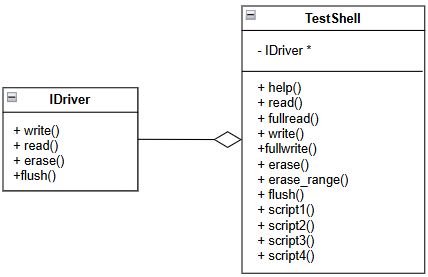 IDriver
+ write()
+ read()
+ erase()
+flush()
TestShell
- IDriver *
+ help()
+ read()
+ fullread()
+ write()
+fullwrite()
+ erase()
+ erase_range()
+ flush()
+ script1()
+ script2()
+ script3()
+ script4()